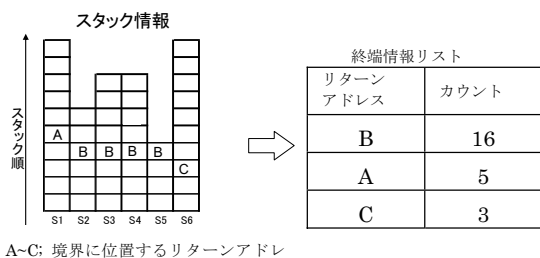 スタック情報
スタック順
A
B B B B
C
S1 S2 S3 S4 S5 S6
終端情報リスト
リターン
アドレス
カウント
B 16
A 5
C 3
A~C; 境界に位置するリターンアドレ